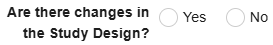 Are there changes in Yes No
the Study Design?